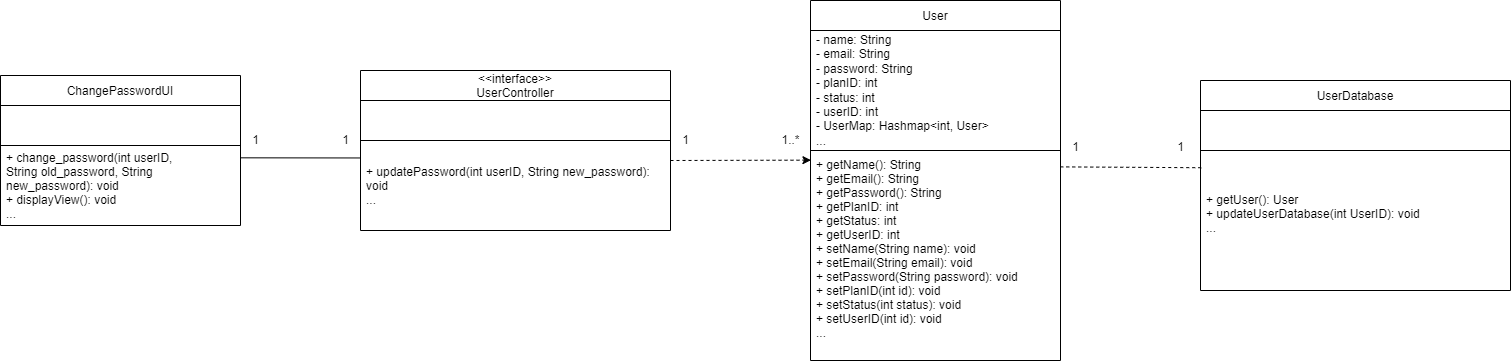 ChangePasswordUI
+ change_password(int userID,
String old_password, String
new_password): void
+ displayView(): void
...
1
1
<<interface>>
UserController
+ updatePassword(int userID, String new_password):
void
...
1
1..*
User
- name: String
- email: String
- password: String
- planID: int
- status: int
- userID: int
- UserMap: Hashmap<int, User>
...
+ getName(): String
+ getEmail(): String
+ getPassword(): String
+ getPlanID: int
+ getStatus: int
+ getUserID: int
+ setName(String name): void
+ setEmail(String email): void
+ setPassword(String password): void
+ setPlanID(int id): void
+ setStatus(int status): void
+ setUserID(int id): void
...
1
1
UserDatabase
+ getUser(): User
+ updateUserDatabase(int UserID): void
...